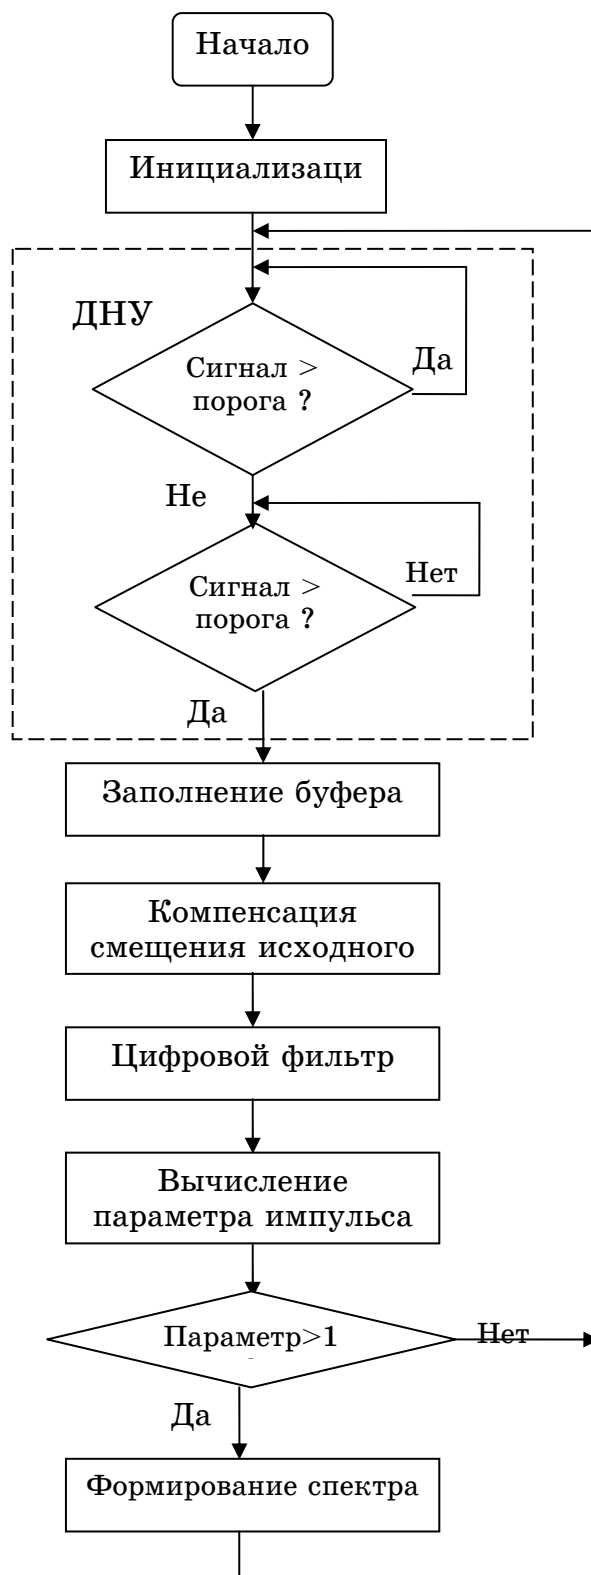 Начало
Инициализаци
ДНУ
Сигнал >
порога ?
Да
Не
Сигнал >
порога ?
Нет
Да
Заполнение буфера
Компенсация
смещения исходного
Цифровой фильтр
Вычисление
параметра импульса
Параметр>1
Нет
Да
Формирование спектра